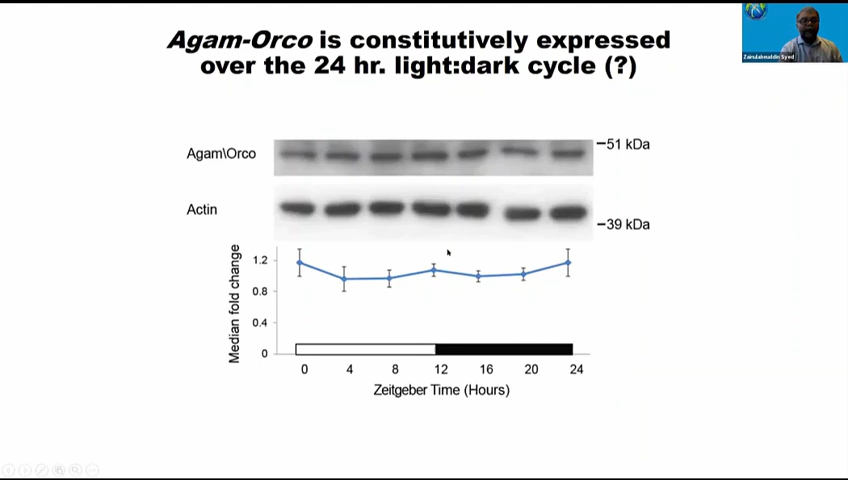 Agam-Orco is constitutively expressed
over the 24 hr. light:dark cycle (?)
Zainulabeuddin Syed
Agam\Orco
−51 kDa
Actin
−39 kDa
Median fold change
1.2
0.8
0.4
0
0 4 8 12 16 20 24
Zeitgeber Time (Hours)